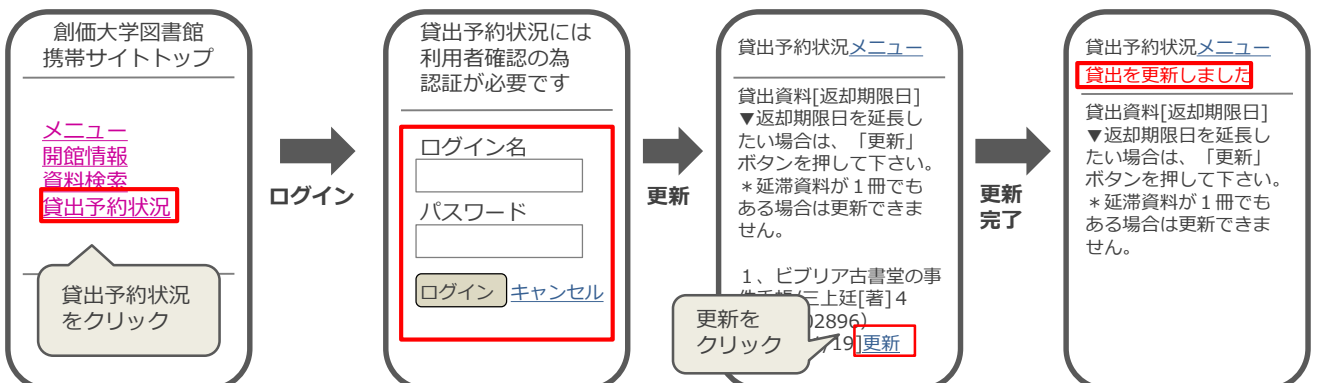 創価大学図書館
携帯サイトトップ
メニュー
開館情報
資料検索
貸出予約状況
貸出予約状況
をクリック
ログイン
貸出予約状況には
利用者確認の為
認証が必要です
ログイン名
パスワード
ログイン キャンセル
更新
貸出予約状況メニュー
貸出資料[返却期限日]
▼返却期限日を延長し
たい場合は、「更新」
ボタンを押して下さい。
＊延滞資料が１冊でも
ある場合は更新できま
せん。
１、ビブリア古書堂の事
三上廷[著]４
02896)
19]更新
更新を
クリック
更新
完了
貸出予約状況メニュー
貸出を更新しました
貸出資料[返却期限日]
▼返却期限日を延長し
たい場合は、「更新」
ボタンを押して下さい。
＊延滞資料が１冊でも
ある場合は更新できま
せん。